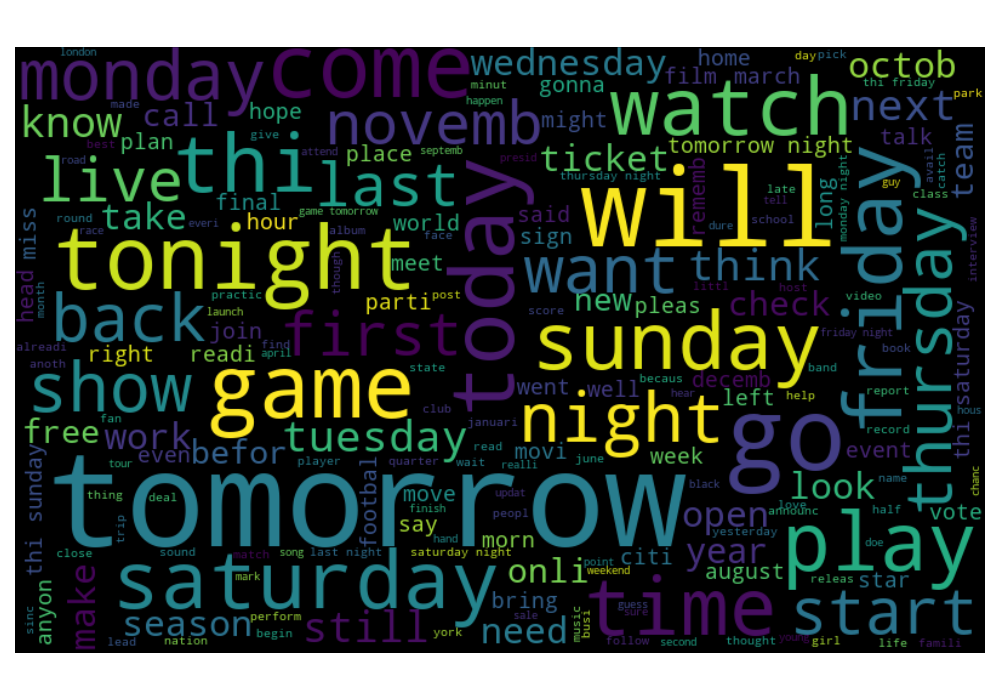 london
monday
come
wednesday
home
day
pick
octob
minut
gonna
film
march
thi friday
made
call
hope
happen
watch
next
park
know
plan
give
novemb
might
talk
team
best
thi
place
septemb
ticket
tomorrow night
avail
catch
road
attend
presid
thursday night
rememb
late
guy
class
live
last
today
will
tell
long
monday night
friday
thursday
miss
take
final
world
said
school
round
hour
game tomorrow
sign
dure
race
everi
album
face
tonight
meet
want
think
interview
head
month
though
back
practic
parti
post
new
pleas
littl
host
check
video
launch
first
score
sunday
friday night
book
alreadi
join
find
right
readi
april
anoth
state
becaus
band
thi saturday
show
game
went
well
decemb
hear
help
report
hous
fan
club
night
left
go
record
free
januari
work
tuesday
event
even
befor
read
movi
week
tour
player
quarter
wait
realli
june
thi sunday
tomorrow
football
thing
deal
move
updat
black
look
name
chanc
trip
finish
peopl
love
announc
half
vote
say
hand
open
yesterday
close
sound
match
song
last night
saturday night
morn
citi
year
doe
play
saturday
onli
point
weekend
august
star
make
mark
bring
releas
sinc
anyon
season
perform
sale
guess
time
start
still
need
music
busi
sure
begin
york
lead
nation
follow
second
thought
young
girl
life
famili